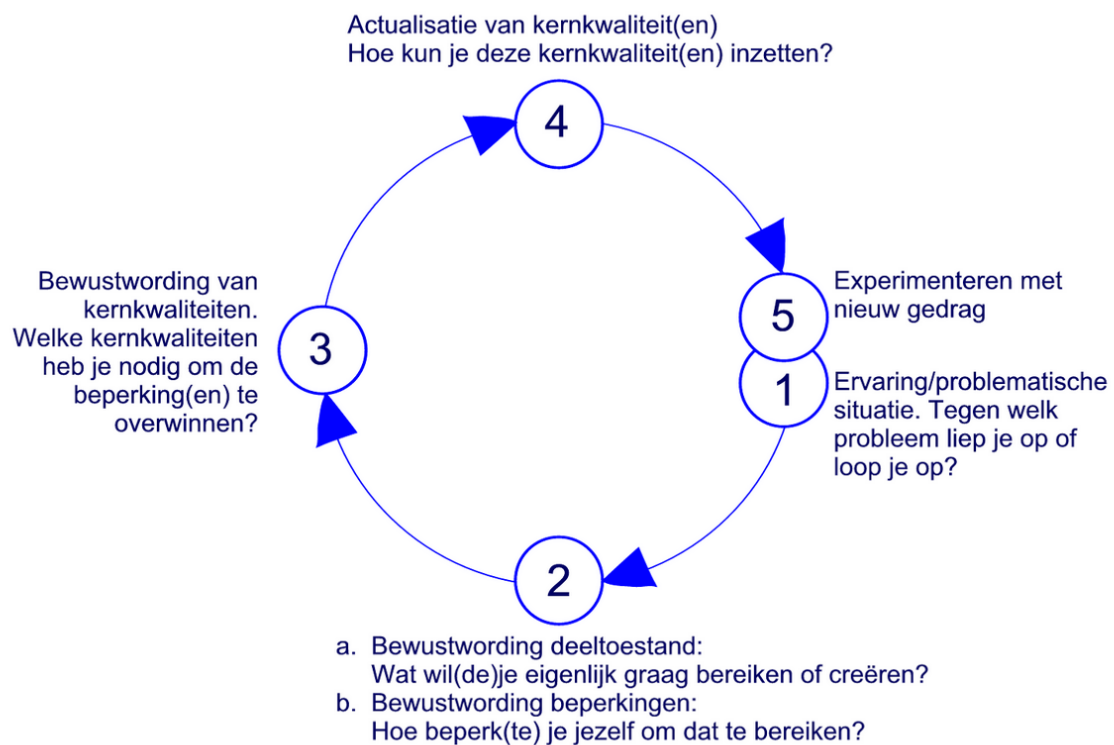 Actualisatie van kernkwaliteit(en)
Hoe kun je deze kernkwaliteit(en) inzetten?
4
Bewustwording van
kernkwaliteiten.
Welke kernkwaliteiten
heb je nodig om de
beperking(en) te
overwinnen?
3
5
Experimenteren met
nieuw gedrag
1
Ervaring/problematische
situatie. Tegen welk
probleem liep je op of
loop je op?
2
a. Bewustwording deeltoestand:
Wat wil(de)je eigenlijk graag bereiken of creëren?
b. Bewustwording beperkingen:
Hoe beperk(te) je jezelf om dat te bereiken?